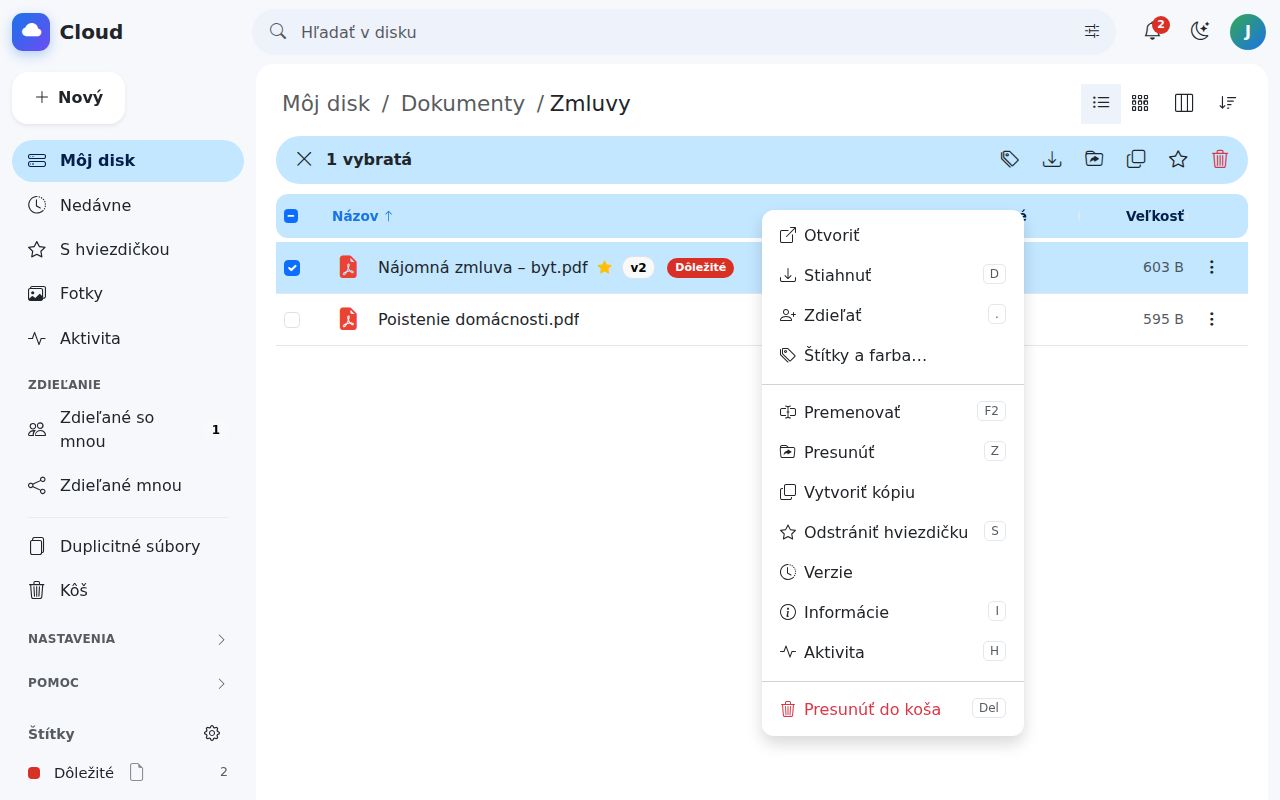 Cloud
Hľadať v disku
2
J
Nový
Môj disk / Dokumenty / Zmluvy
1 vybratá
Môj disk
Nedávne
S hviezdičkou
Fotky
Aktivita
ZDIEĽANIE
Zdieľané so
mnou
1
Zdieľané mnou
Duplicitné súbory
Kôš
NASTAVENIA
POMOC
Štítky
Dôležité
2
Názov ↑
Veľkosť
Nájomná zmluva – byt.pdf
v2
Dôležité
603 B
Poistenie domácnosti.pdf
595 B
Otvoriť
Stiahnuť D
Zdieľať .
Štítky a farba...
Premenovať F2
Presunúť Z
Vytvoriť kópiu
Odstrániť hviezdičku S
Verzie
Informácie I
Aktivita H
Presunúť do koša Del